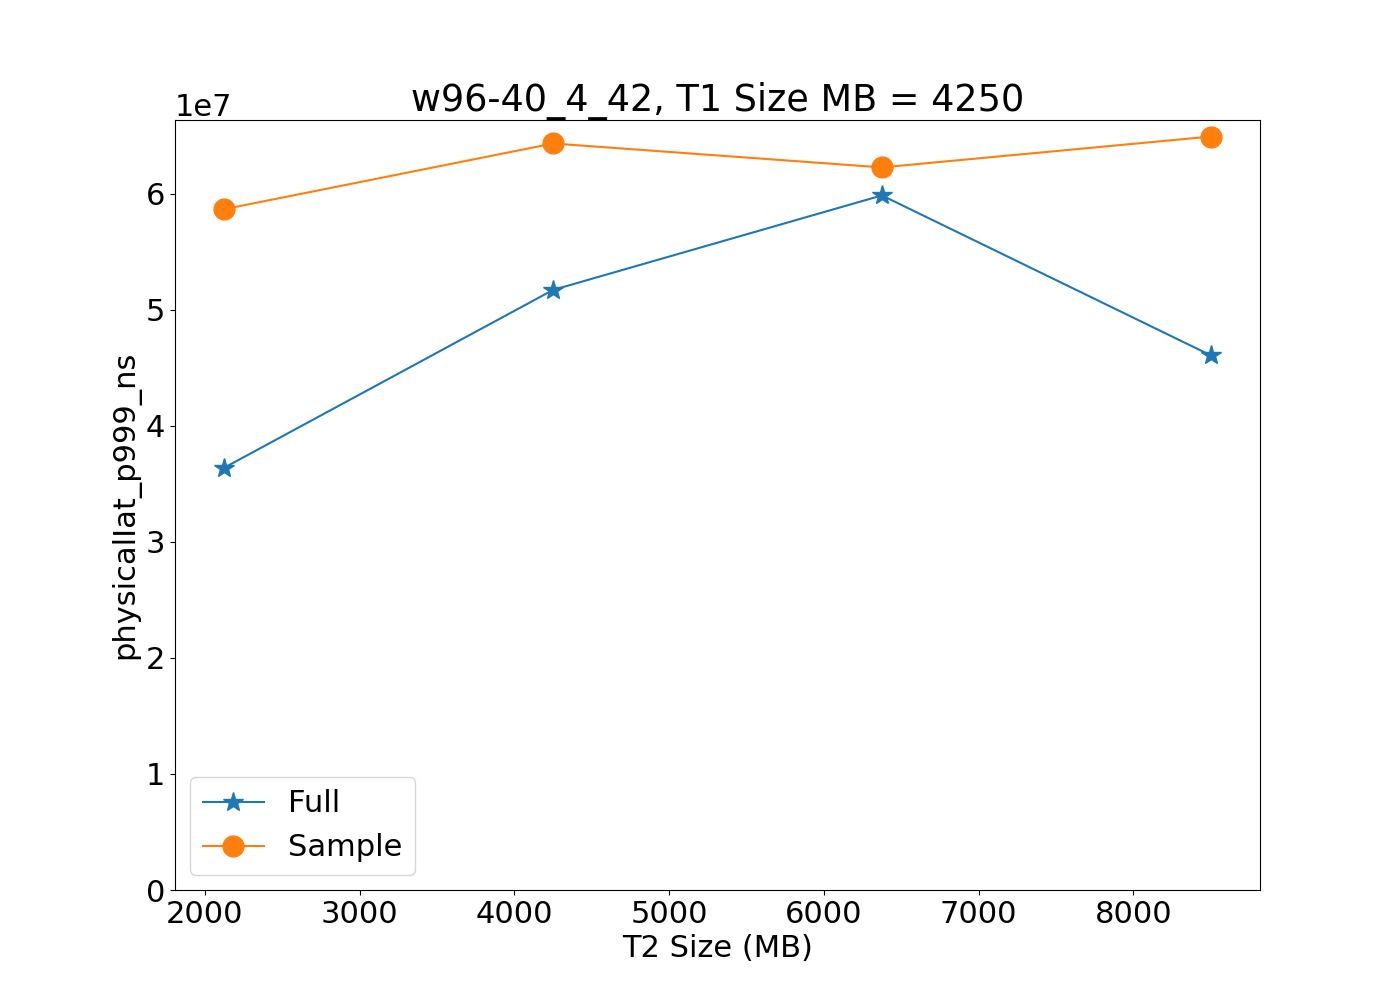 w96-40_4_42, T1 Size MB = 4250
1e7
6
5
4
3
2
1
0
physicallat_p999_ns
Full
Sample
2000 3000 4000 5000 6000 7000 8000
T2 Size (MB)